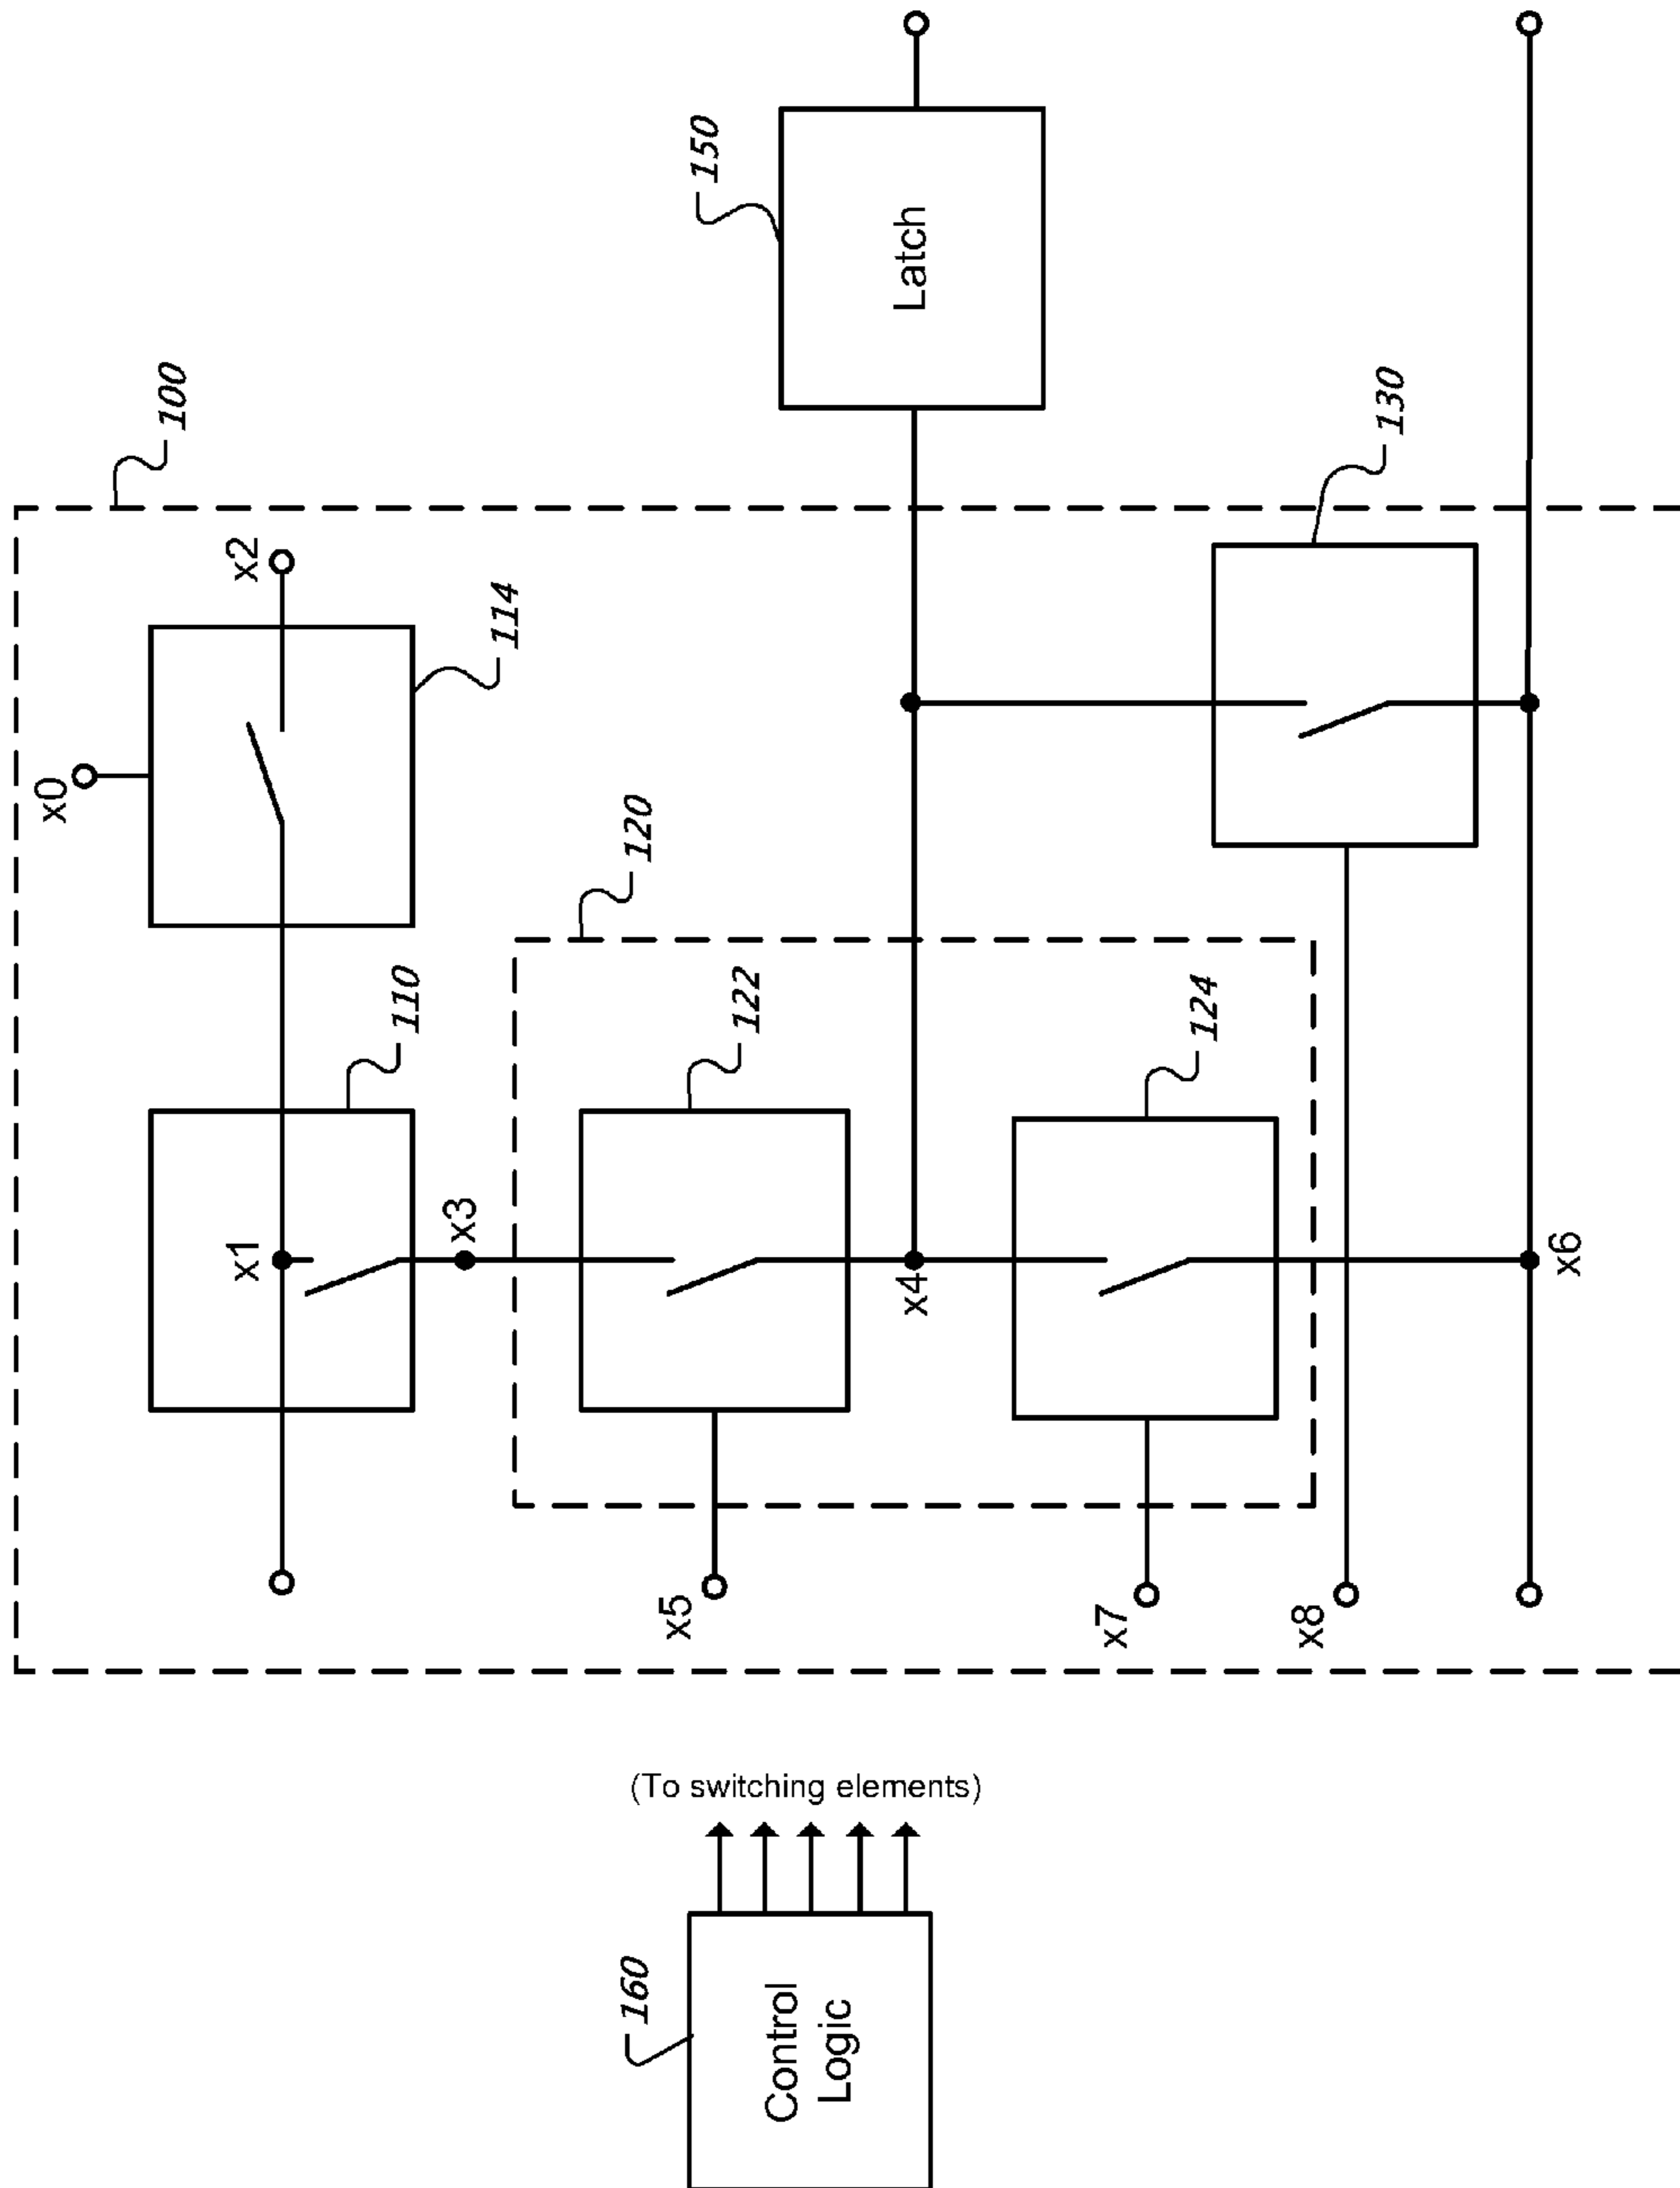 100
x0
x2
114
x1
110
x3
120
122
x5
x4
150
Latch
124
x7
x8
130
x6
(To switching elements)
160
Control
Logic